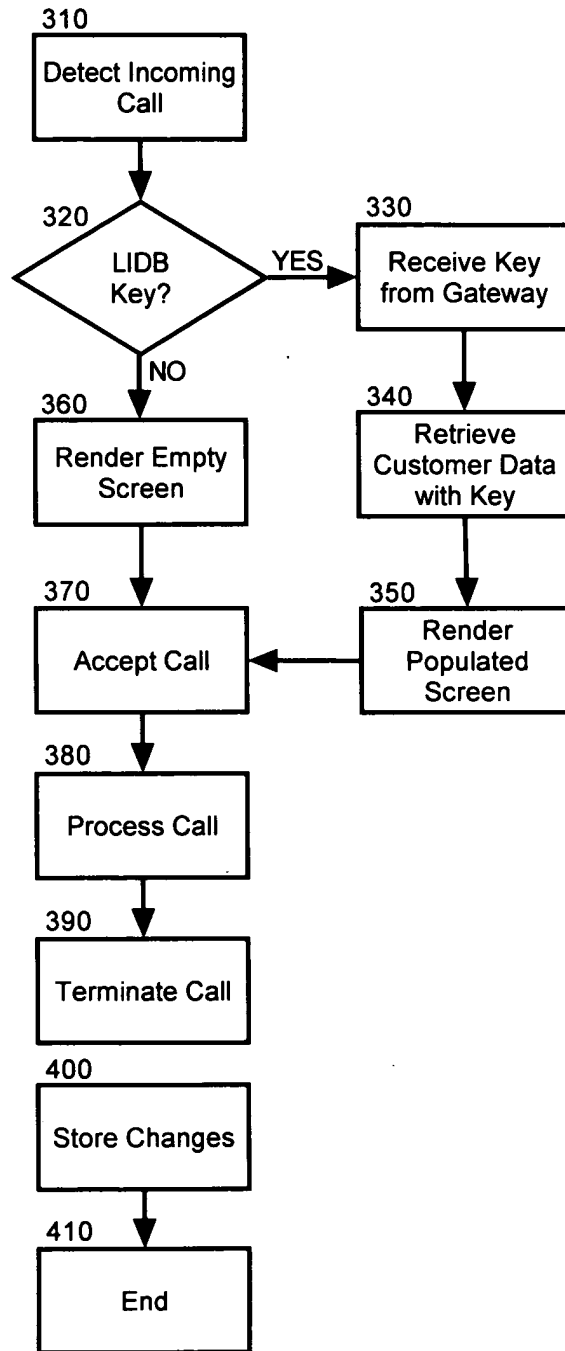 310
Detect Incoming
Call
320
LIDB
Key?
YES
NO
330
Receive Key
from Gateway
340
Retrieve
Customer Data
with Key
350
Render
Populated
Screen
360
Render Empty
Screen
370
Accept Call
380
Process Call
390
Terminate Call
400
Store Changes
410
End